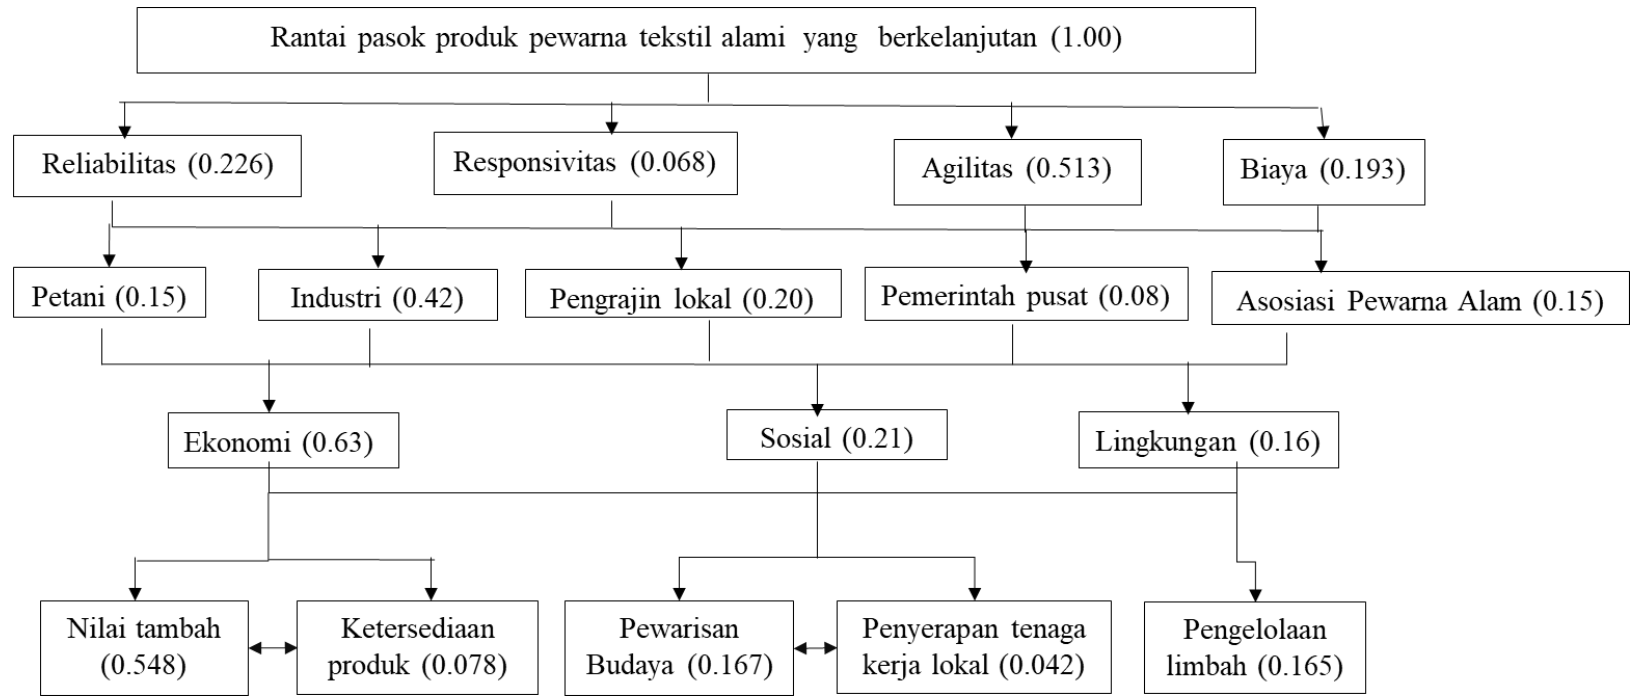 Rantai pasok produk pewarna tekstil alami yang berkelanjutan (1.00)
Reliabilitas (0.226)
Responsivitas (0.068)
Agilitas (0.513)
Biaya (0.193)
Petani (0.15)
Industri (0.42)
Pengrajin lokal (0.20)
Pemerintah pusat (0.08)
Asosiasi Pewarna Alam (0.15)
Ekonomi (0.63)
Sosial (0.21)
Lingkungan (0.16)
Nilai tambah
(0.548)
Ketersediaan
produk (0.078)
Pewarisan
Budaya (0.167)
Penyerapan tenaga
kerja lokal (0.042)
Pengelolaan
limbah (0.165)